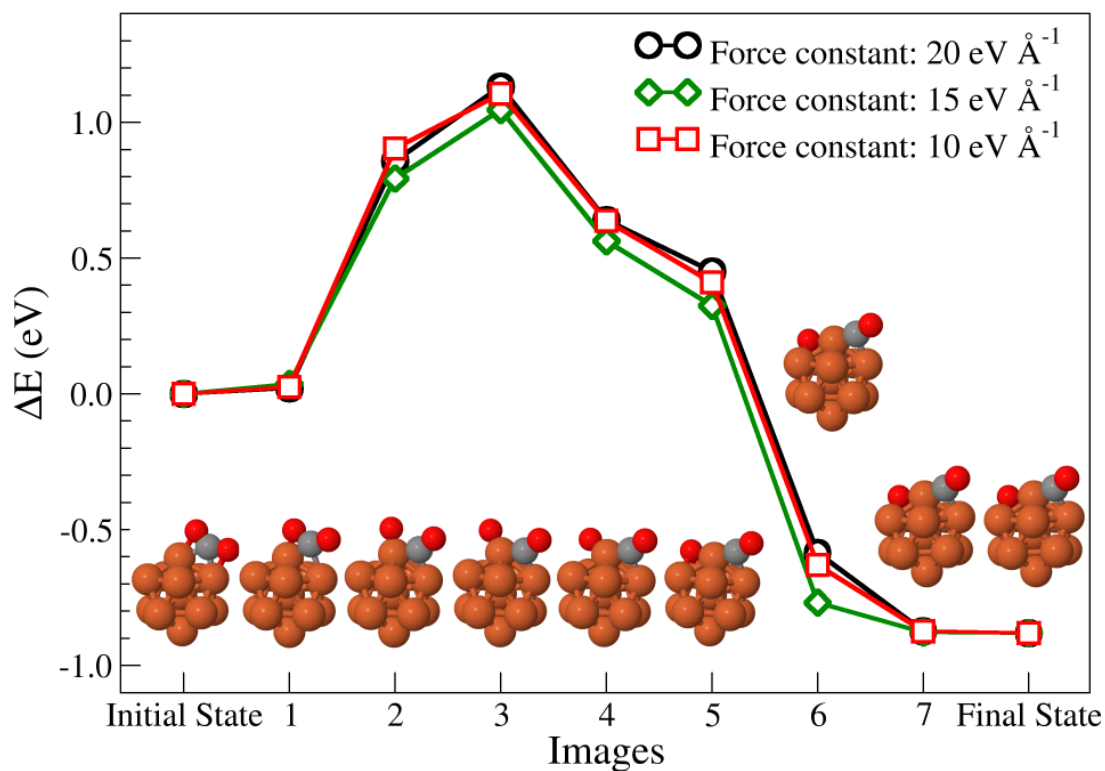 Force constant: 20 eV Å⁻¹
Force constant: 15 eV Å⁻¹
Force constant: 10 eV Å⁻¹
ΔE (eV)
1.0
0.5
0.0
-0.5
-1.0
Initial State 1 2 3 4 5 6 7 Final State
Images